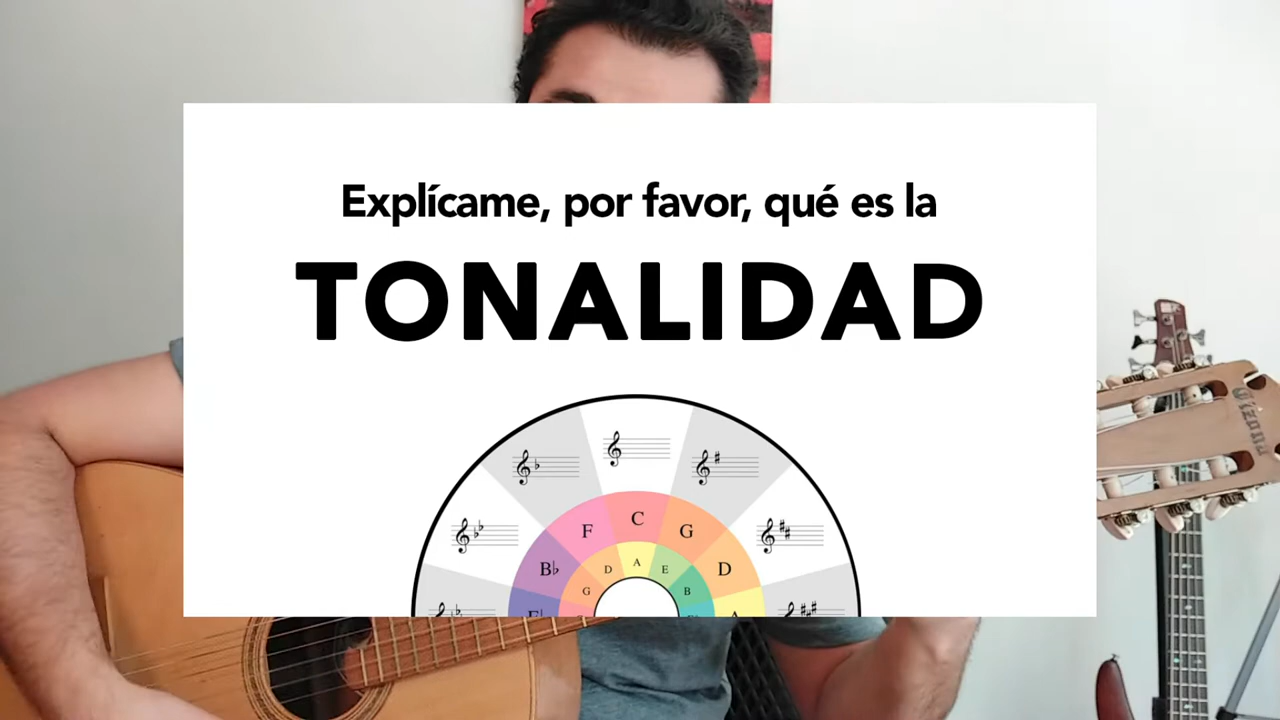 Explícame, por favor, qué es la
TONALIDAD
F C G
B♭ D A E D
G B